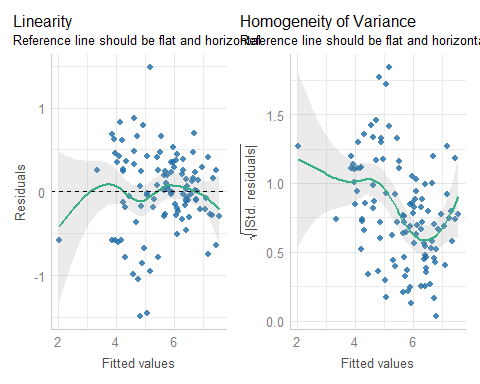 Linearity
Reference line should be flat and horizontal
Residuals
1
0
-1
2
4
6
Fitted values
Homogeneity of Variance
Reference line should be flat and horizonta
√|Std. residuals|
1.5
1.0
0.5
0.0
2
4
6
Fitted values